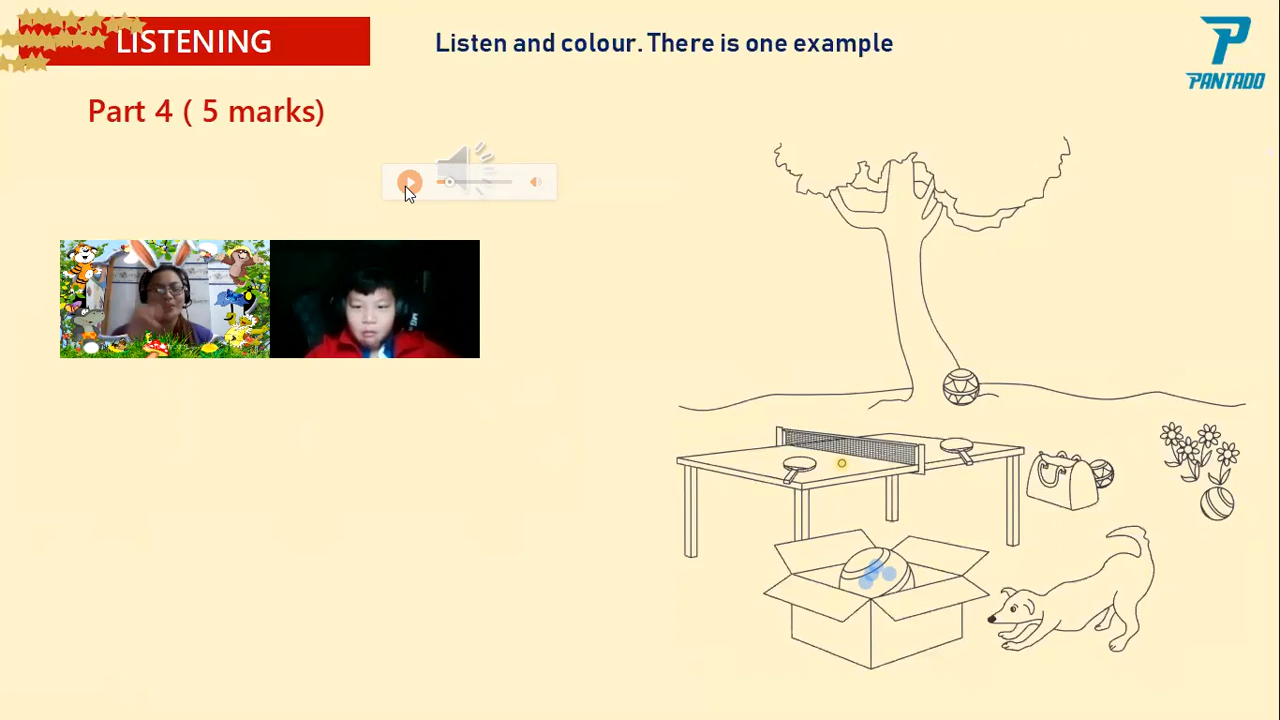 LISTENING
Listen and colour. There is one example
PANTADO
Part 4 ( 5 marks)